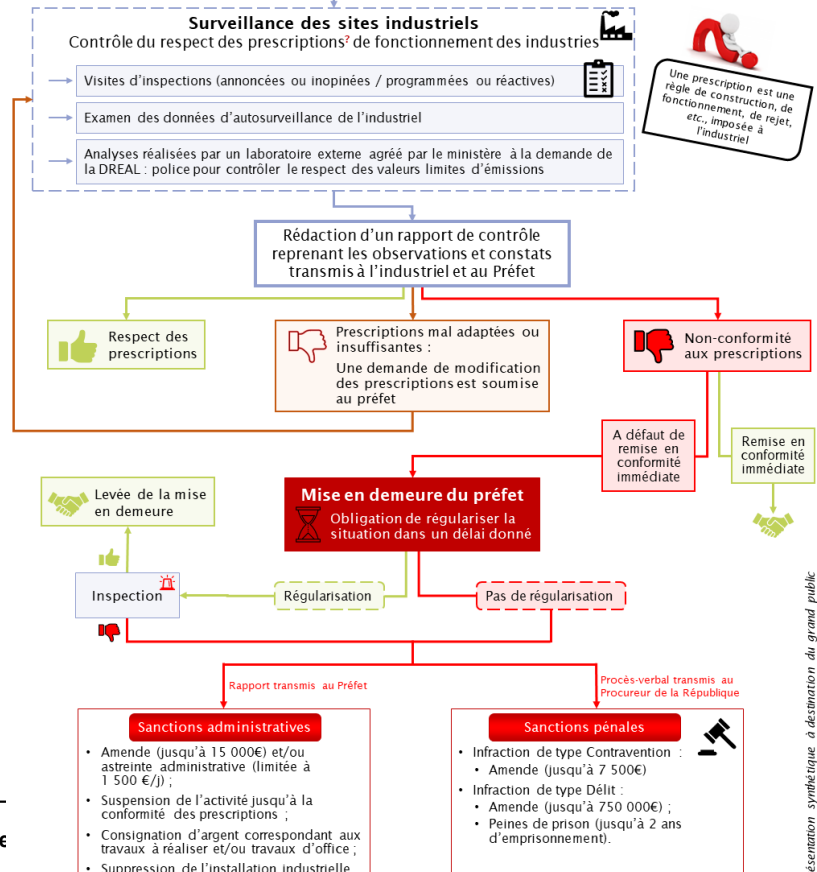 Surveillance des sites industriels
Contrôle du respect des prescriptions? de fonctionnement des industries
Visites d'inspections (annoncées ou inopinées / programmées ou réactives)
Examen des données d'autosurveillance de l'industriel
Analyses réalisées par un laboratoire externe agréé par le ministère à la demande de
la DREAL : police pour contrôler le respect des valeurs limites d'émissions
Une prescription est une
règle de construction, de
fonctionnement, de rejet,
etc., imposée à
l'industriel
Rédaction d'un rapport de contrôle
reprenant les observations et constats
transmis à l'industriel et au Préfet
Respect des
prescriptions
Prescriptions mal adaptées ou
insuffisantes :
Une demande de modification
des prescriptions est soumise
au préfet
Non-conformité
aux prescriptions
A défaut de
remise en
conformité
immédiate
Remise en
conformité
immédiate
Levée de la mise
en demeure
Mise en demeure du préfet
Obligation de régulariser la
situation dans un délai donné
Inspection
Régularisation
Pas de régularisation
Rapport transmis au Préfet
Procès-verbal transmis au
Procureur de la République
Sanctions administratives
• Amende (jusqu'à 15 000€) et/ou
astreinte administrative (limitée à
1 500 €/j) ;
• Suspension de l'activité jusqu'à la
conformité des prescriptions ;
• Consignation d'argent correspondant aux
travaux à réaliser et/ou travaux d'office ;
• Suppression de l'installation industrielle
Sanctions pénales
• Infraction de type Contravention :
• Amende (jusqu'à 7 500€)
• Infraction de type Délit :
• Amende (jusqu'à 750 000€) ;
• Peines de prison (jusqu'à 2 ans
d'emprisonnement).
synthétique à destination du grand public